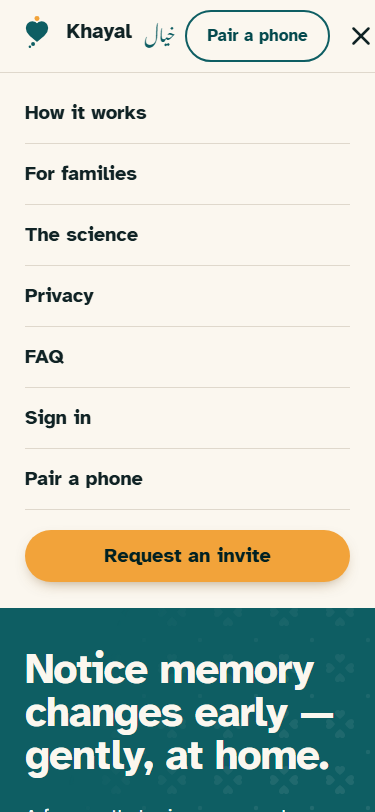 Khayal خیال Pair a phone
How it works
For families
The science
Privacy
FAQ
Sign in
Pair a phone
Request an invite
Notice memory
changes early —
gently, at home.